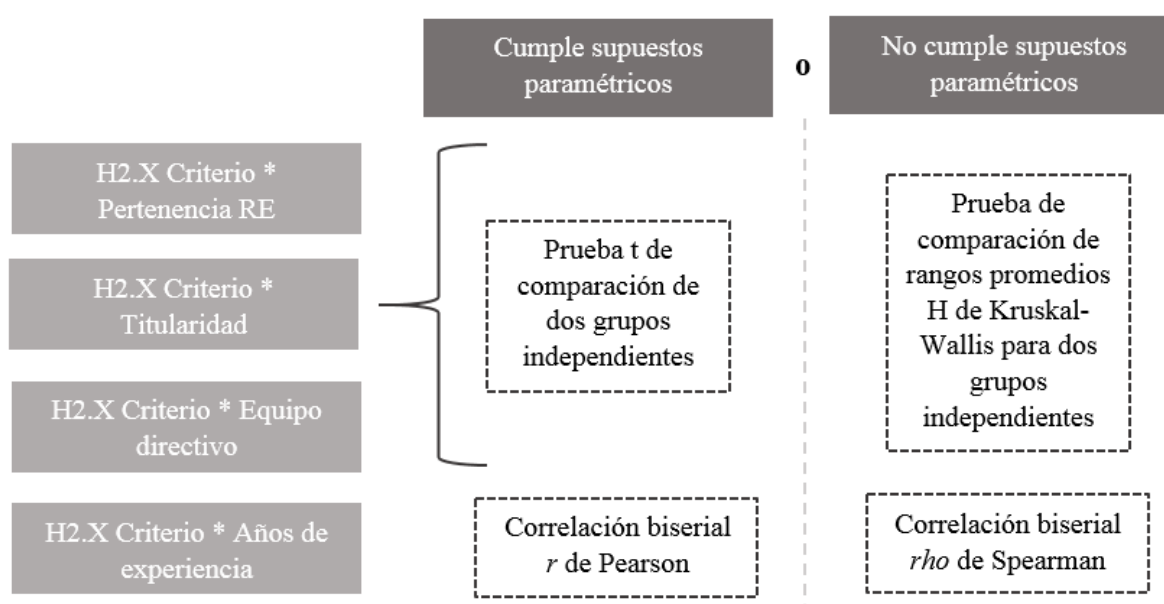 Cumple supuestos
paramétricos
o
No cumple supuestos
paramétricos
H2.X Criterio *
Pertenencia RE
H2.X Criterio *
Titularidad
H2.X Criterio * Equipo
directivo
Prueba t de
comparación de
dos grupos
independientes
Prueba de
comparación de
rangos promedios
H de Kruskal-
Wallis para dos
grupos
independientes
H2.X Criterio * Años de
experiencia
Correlación biserial
r de Pearson
Correlación biserial
rho de Spearman